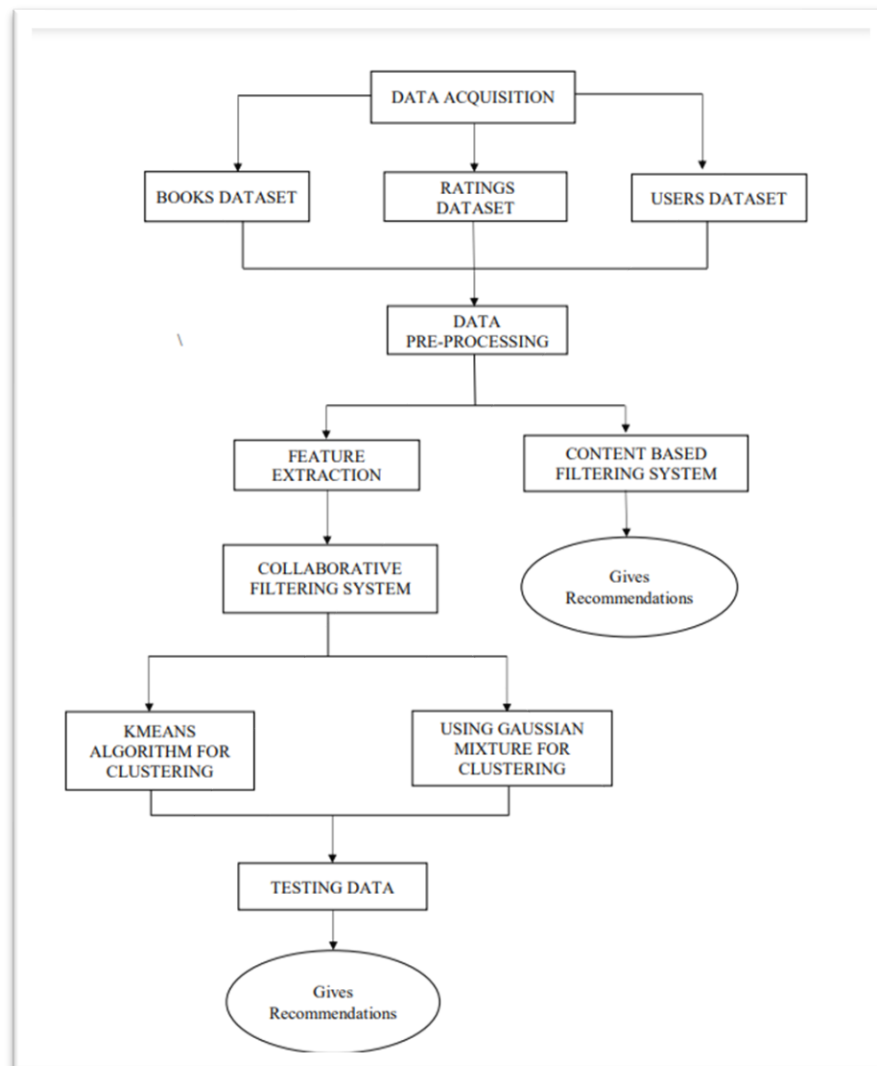 DATA ACQUISITION
BOOKS DATASET
RATINGS
DATASET
USERS DATASET
DATA
PRE-PROCESSING
\
FEATURE
EXTRACTION
CONTENT BASED
FILTERING SYSTEM
COLLABORATIVE
FILTERING SYSTEM
Gives
Recommendations
KMEANS
ALGORITHM FOR
CLUSTERING
USING GAUSSIAN
MIXTURE FOR
CLUSTERING
TESTING DATA
Gives
Recommendations